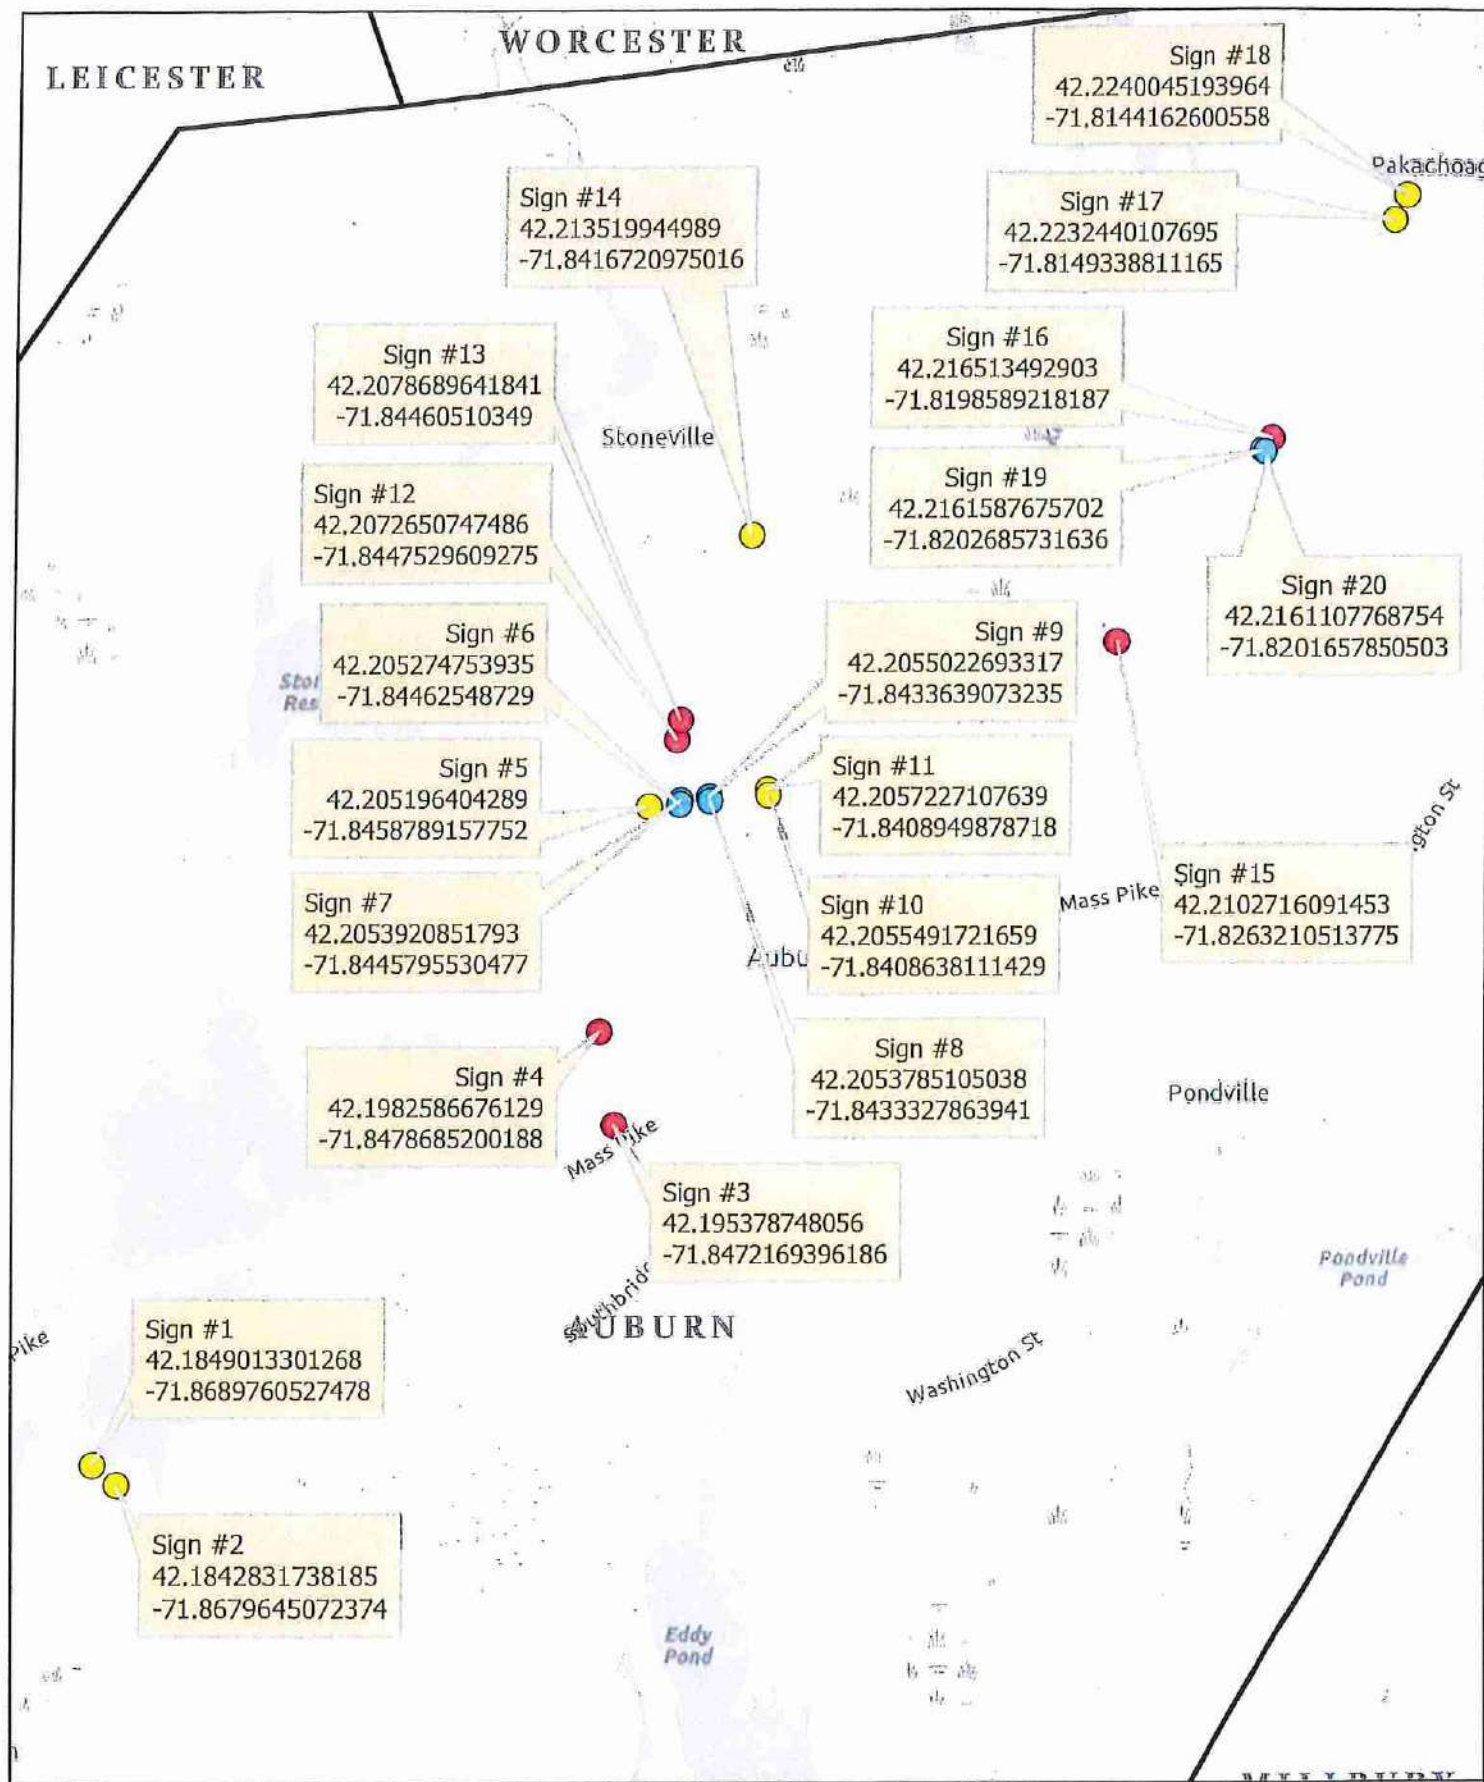 WORCESTER
LEICESTER
Sign #18
42.2240045193964
-71.8144162600558
Sign #14
42.213519944989
-71.8416720975016
Sign #17
42.2232440107695
-71.8149338811165
Sign #13
42.2078689641841
-71.84460510349
Sign #16
42.216513492903
-71.8198589218187
Stoneville
Sign #12
42.2072650747486
-71.8447529609275
Sign #19
42.2161587675702
-71.8202685731636
Sign #20
42.2161107768754
-71.8201657850503
Sign #6
42.205274753935
-71.84462548729
Sign #9
42.2055022693317
-71.8433639073235
Sign #5
42.205196404289
-71.8458789157752
Sign #11
42.2057227107639
-71.8408949878718
Sign #7
42.2053920851793
-71.8445795530477
Sign #10
42.2055491721659
-71.8408638111429
Mass Pike
Sign #15
42.2102716091453
-71.8263210513775
Aubu
gton St
Sign #4
42.1982586676129
-71.8478685200188
Sign #8
42.2053785105038
-71.8433327863941
Pondville
Mass Pike
Sign #3
42.195378748056
-71.8472169396186
Pondville
Pond
AUBURN
Washington St
Pike
Sign #1
42.1849013301268
-71.8689760527478
Sign #2
42.1842831738185
-71.8679645072374
Eddy
Pond